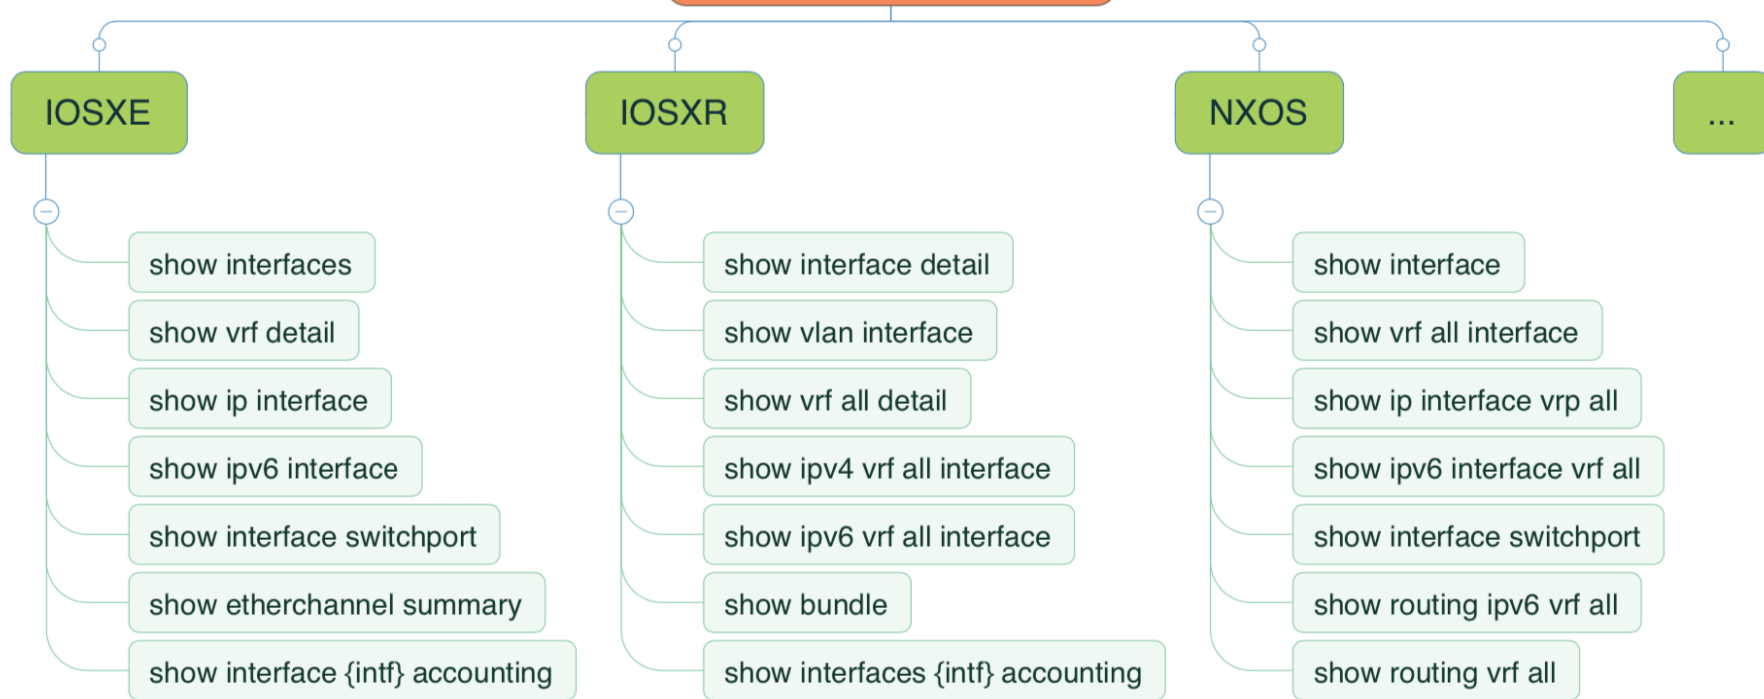 IOSXE
IOSXR
NXOS
...
show interfaces
show vrf detail
show ip interface
show ipv6 interface
show interface switchport
show etherchannel summary
show interface {intf} accounting
show interface detail
show vlan interface
show vrf all detail
show ipv4 vrf all interface
show ipv6 vrf all interface
show bundle
show interfaces {intf} accounting
show interface
show vrf all interface
show ip interface vrp all
show ipv6 interface vrf all
show interface switchport
show routing ipv6 vrf all
show routing vrf all